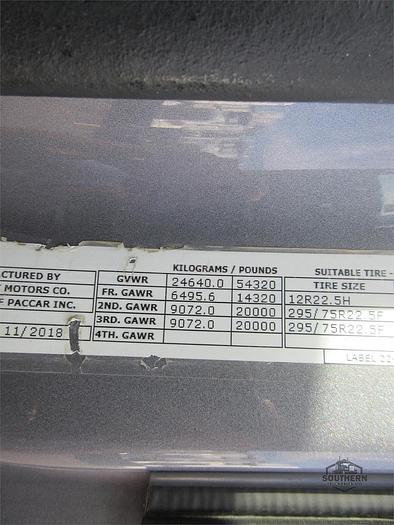 KILOGRAMS / POUNDS
SUITABLE TIRE -
ACTURED BY
GVWR 24640.0 54320
TIRE SIZE
MOTORS CO.
FR. GAWR 6495.6 14320 12R22.5H
F PACCAR INC.
2ND. GAWR 9072.0 20000 295/75R22.5F
11/2018
3RD. GAWR 9072.0 20000 295/75R22.5F
4TH. GAWR
LABEL 22
SOUTHERN